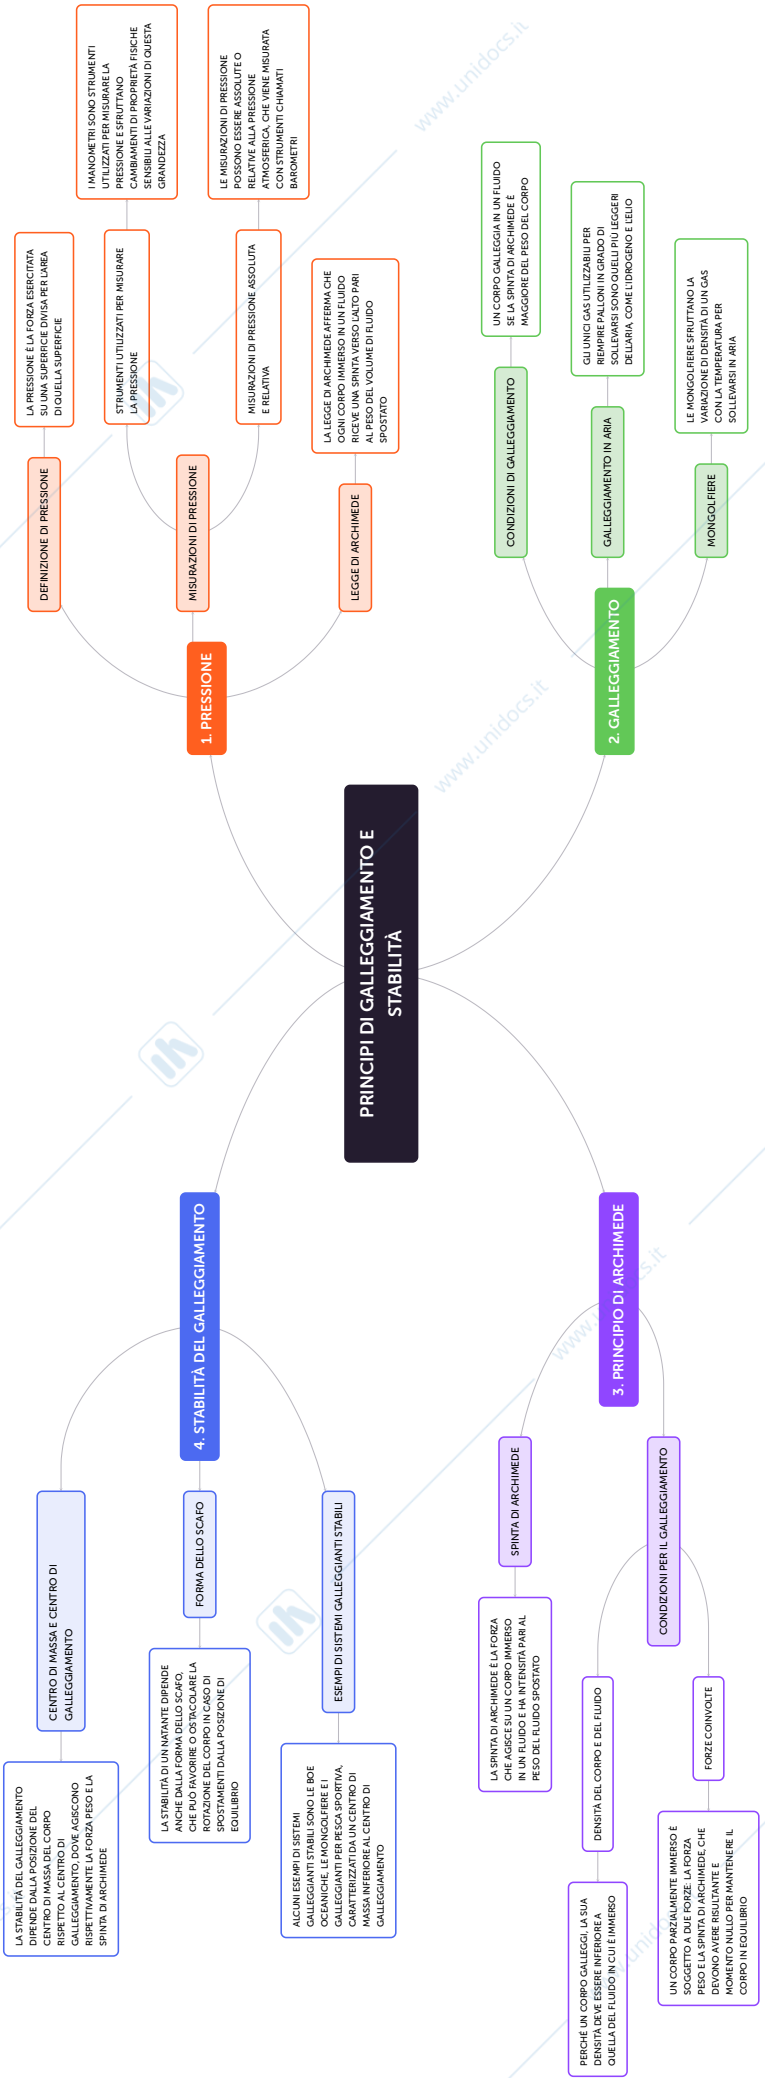 PRINCIPI DI GALLEGGIAMENTO E
STABILITÀ
1. PRESSIONE
DEFINIZIONE DI PRESSIONE
LA PRESSIONE È LA FORZA ESERCITATA
SU UNA SUPERFICIE DIVISA PER L'AREA
DI QUELLA SUPERFICIE
MISURAZIONI DI PRESSIONE
STRUMENTI UTILIZZATI PER MISURARE
LA PRESSIONE
I MANOMETRI SONO STRUMENTI
UTILIZZATI PER MISURARE LA
PRESSIONE E SFRUTTANO
CAMBIAMENTI DI PROPRIETÀ FISICHE
SENSIBILI ALLE VARIAZIONI DI QUESTA
GRANDEZZA
MISURAZIONI DI PRESSIONE ASSOLUTA
E RELATIVA
LE MISURAZIONI DI PRESSIONE
POSSONO ESSERE ASSOLUTE O
RELATIVE ALLA PRESSIONE
ATMOSFERICA, CHE VIENE MISURATA
CON STRUMENTI CHIAMATI
BAROMETRI
LEGGE DI ARCHIMEDE
LA LEGGE DI ARCHIMEDE AFFERMA CHE
OGNI CORPO IMMERSO IN UN FLUIDO
RICEVE UNA SPINTA VERSO L'ALTO PARI
AL PESO DEL VOLUME DI FLUIDO
SPOSTATO
2. GALLEGGIAMENTO
CONDIZIONI DI GALLEGGIAMENTO
UN CORPO GALLEGGIA IN UN FLUIDO
SE LA SPINTA DI ARCHIMEDE È
MAGGIORE DEL PESO DEL CORPO
GALLEGGIAMENTO IN ARIA
GLI UNICI GAS UTILIZZABILI PER
RIEMPIRE PALLONI IN GRADO DI
SOLLEVARSI SONO QUELLI PIÙ LEGGERI
DELL'ARIA, COME L'IDROGENO E L'ELIO
MONGOLFIERE
LE MONGOLFIERE SFRUTTANO LA
VARIAZIONE DI DENSITÀ DI UN GAS
CON LA TEMPERATURA PER
SOLLEVARSI IN ARIA
3. PRINCIPIO DI ARCHIMEDE
SPINTA DI ARCHIMEDE
LA SPINTA DI ARCHIMEDE È LA FORZA
CHE AGISCE SU UN CORPO IMMERSO
IN UN FLUIDO E HA INTENSITÀ PARI AL
PESO DEL FLUIDO SPOSTATO
CONDIZIONI PER IL GALLEGGIAMENTO
DENSITÀ DEL CORPO E DEL FLUIDO
PERCHÉ UN CORPO GALLEGGI, LA SUA
DENSITÀ DEVE ESSERE INFERIORE A
QUELLA DEL FLUIDO IN CUI È IMMERSO
FORZE COINVOLTE
UN CORPO PARZIALMENTE IMMERSO È
SOGGETTO A DUE FORZE: LA FORZA
PESO E LA SPINTA DI ARCHIMEDE, CHE
DEVONO AVERE RISULTANTE E
MOMENTO NULLO PER MANTENERE IL
CORPO IN EQUILIBRIO
4. STABILITÀ DEL GALLEGGIAMENTO
CENTRO DI MASSA E CENTRO DI
GALLEGGIAMENTO
LA STABILITÀ DEL GALLEGGIAMENTO
DIPENDE DALLA POSIZIONE DEL
CENTRO DI MASSA DEL CORPO
RISPETTO AL CENTRO DI
GALLEGGIAMENTO, DOVE AGISCONO
RISPETTIVAMENTE LA FORZA PESO E LA
SPINTA DI ARCHIMEDE
FORMA DELLO SCAFO
LA STABILITÀ DI UN NATANTE DIPENDE
ANCHE DALLA FORMA DELLO SCAFO,
CHE PUÒ FAVORIRE O OSTACOLARE LA
ROTAZIONE DEL CORPO IN CASO DI
SPOSTAMENTI DALLA POSIZIONE DI
EQUILIBRIO
ESEMPI DI SISTEMI GALLEGGIANTI STABILI
ALCUNI ESEMPI DI SISTEMI
GALLEGGIANTI STABILI SONO LE BOE
OCEANICHE, LE MONGOLFIERE E I
GALLEGGIANTI PER PESCA SPORTIVA,
CARATTERIZZATI DA UN CENTRO DI
MASSA INFERIORE AL CENTRO DI
GALLEGGIAMENTO
www.unidocs.it
www.unidocs.it